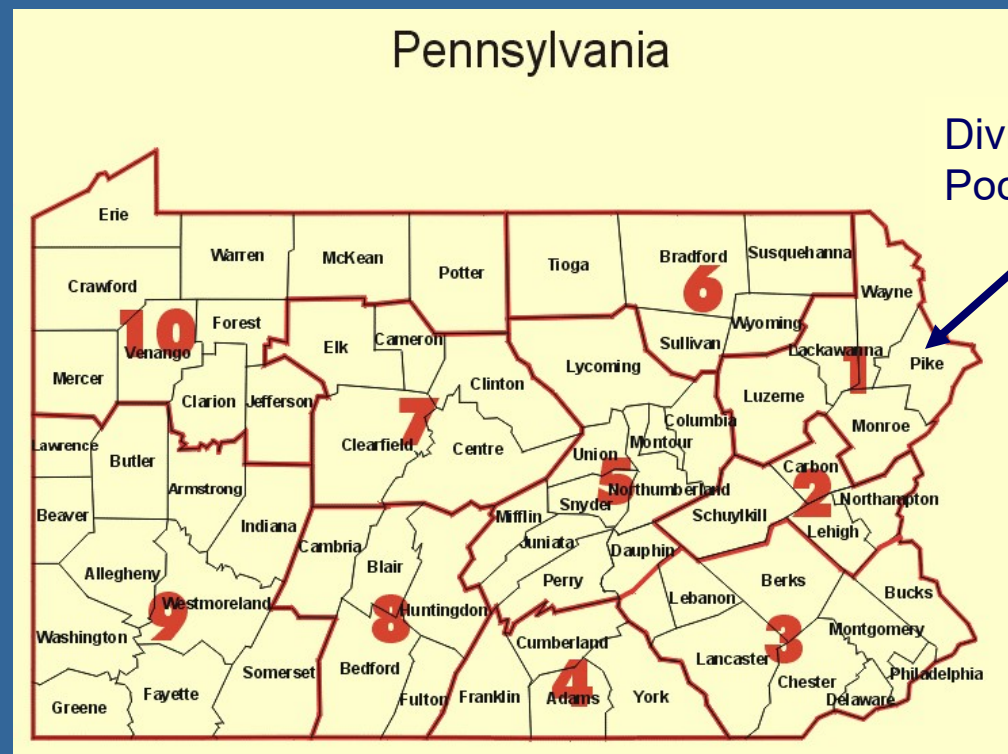 Pennsylvania
Div
Poc
Erie
Warren
McKean
Potter
Tioga
Bradford
Susquehanna
Crawford
Wayne
6
10
Forest
Venango
Elk
Cameron
Sullivan
Wyoming
Lackawanna
1
Pike
Mercer
Lycoming
Clinton
Luzerne
Clarion
Jefferson
7
Columbia
Monroe
Lawrence
Butler
Clearfield
Centre
Union
Montour
5
Carbon
2
Armstrong
Snyder
Northumberland
Northampton
Beaver
Indiana
Mifflin
Schuylkill
Lehigh
Cambria
Juniata
Dauphin
Allegheny
Blair
Perry
Berks
Westmoreland
9
8
Huntingdon
Lebanon
Bucks
Washington
Cumberland
3
Montgomery
Somerset
Bedford
4
Lancaster
Philadelphia
Greene
Fayette
Fulton
Franklin
Adams
York
Chester
Delaware